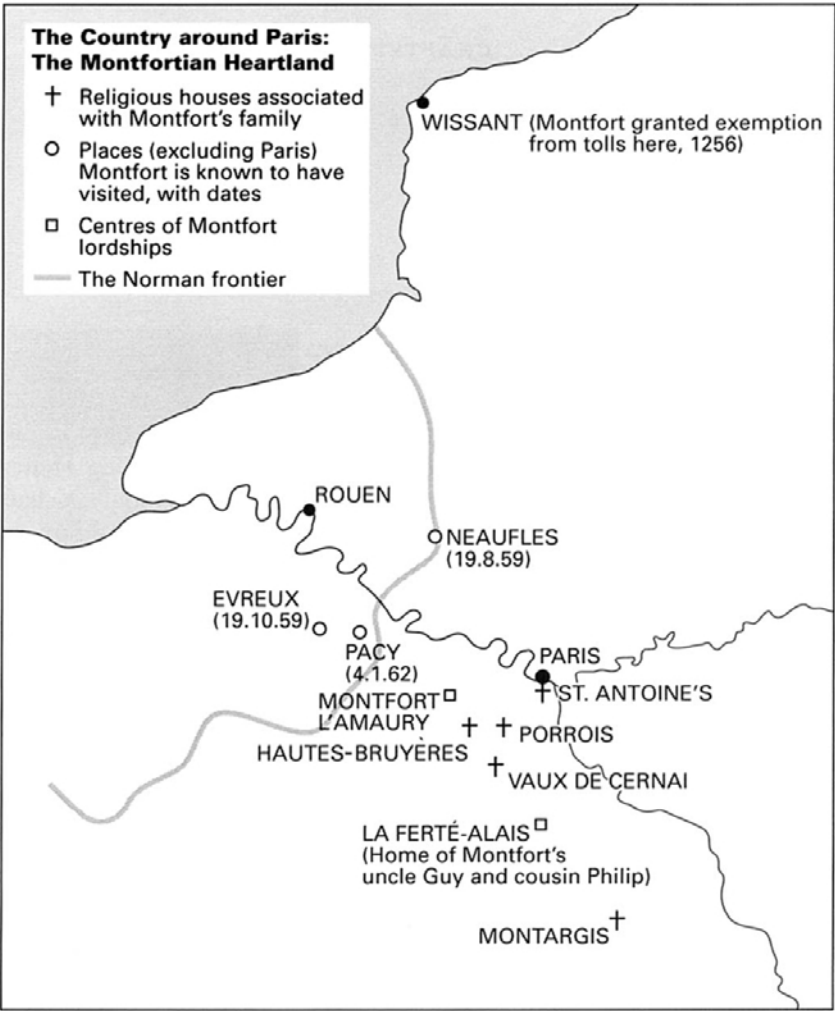 The Country around Paris:
The Montfortian Heartland
Religious houses associated
with Montfort's family
Places (excluding Paris)
Montfort is known to have
visited, with dates
Centres of Montfort
lordships
The Norman frontier
WISSANT (Montfort granted exemption
from tolls here, 1256)
ROUEN
NEAUFLES
(19.8.59)
EVREUX
(19.10.59)
PACY
(4.1.62)
PARIS
ST. ANTOINE'S
MONTFORT
L'AMAURY
PORROIS
HAUTES-BRUYÈRES
VAUX DE CERNAI
LA FERTÉ-ALAIS
(Home of Montfort's
uncle Guy and cousin Philip)
MONTARGIS